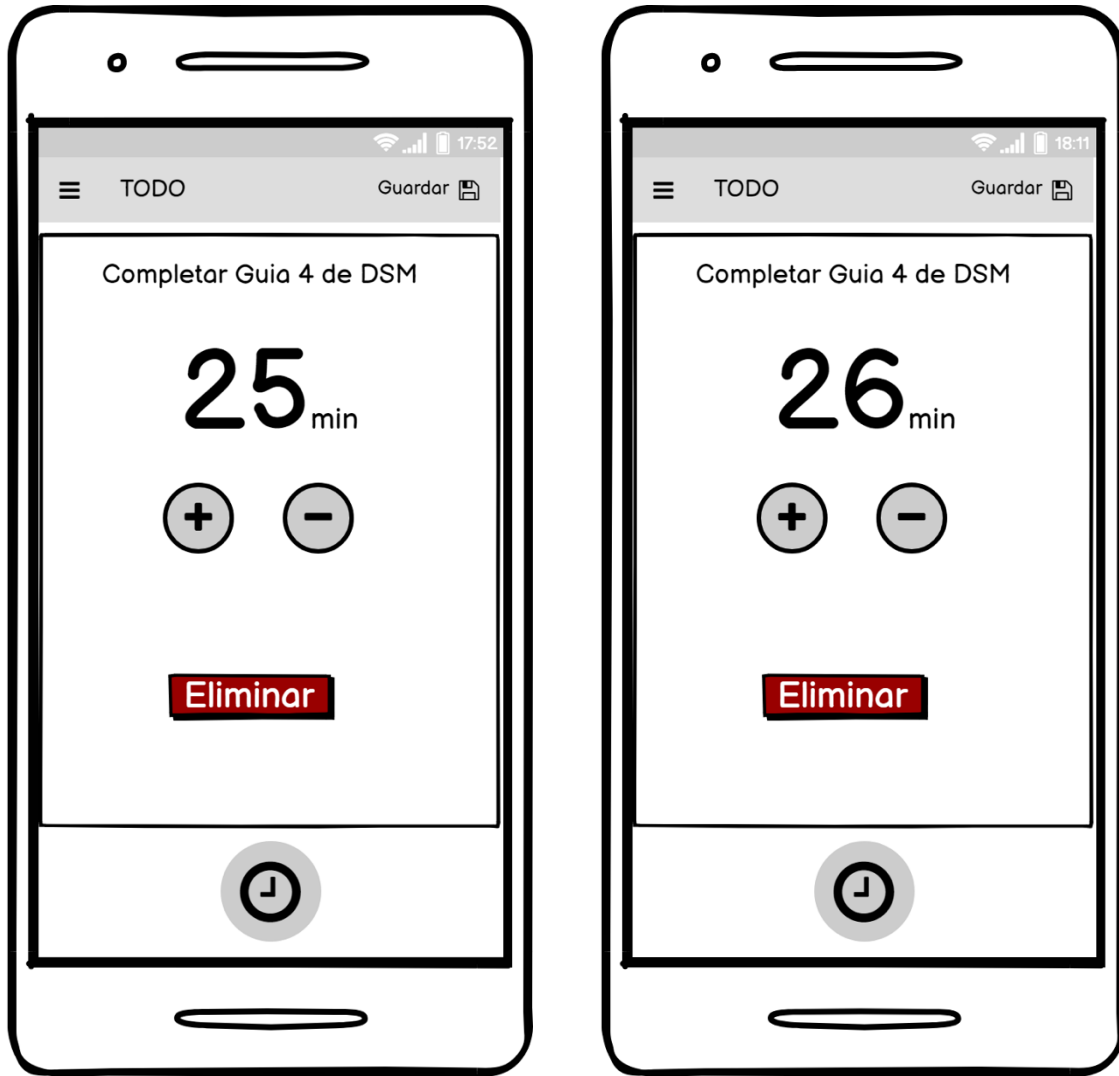 17:52
TODO Guardar
Completar Guia 4 de DSM
25 min
Eliminar
18:11
TODO Guardar
Completar Guia 4 de DSM
26 min
Eliminar